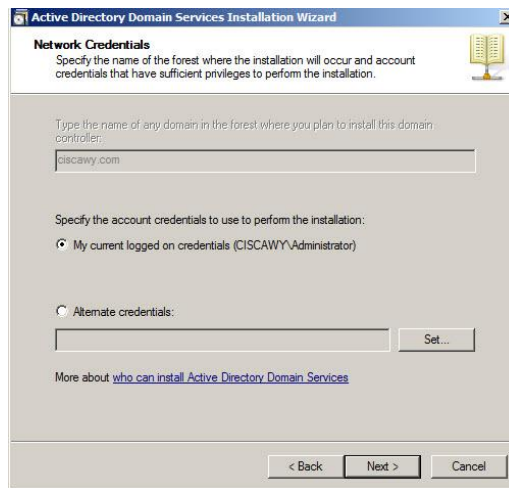 Active Directory Domain Services Installation Wizard
Network Credentials
Specify the name of the forest where the installation will occur and account
credentials that have sufficient privileges to perform the installation.
Type the name of any domain in the forest where you plan to install this domain
controller:
ciscawy.com
Specify the account credentials to use to perform the installation:
My current logged on credentials (CISCAWY\Administrator)
Alternate credentials:
Set...
More about who can install Active Directory Domain Services
< Back Next > Cancel